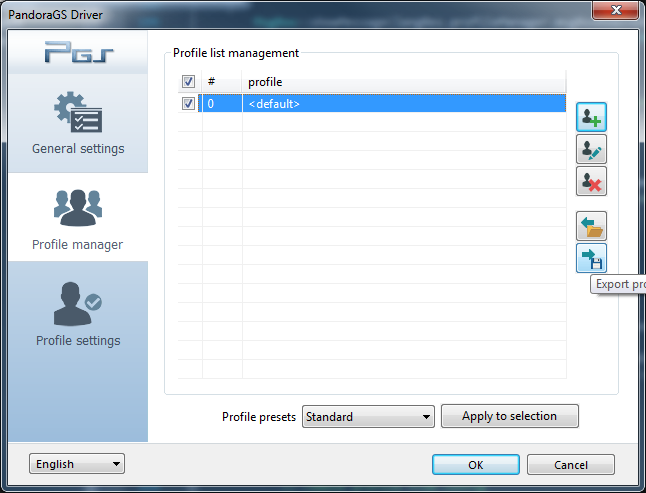 PandoraGS Driver
PGS
Profile list management
# profile
0 <default>
General settings
Profile manager
Profile settings
Export pro
Profile presets Standard Apply to selection
English OK Cancel